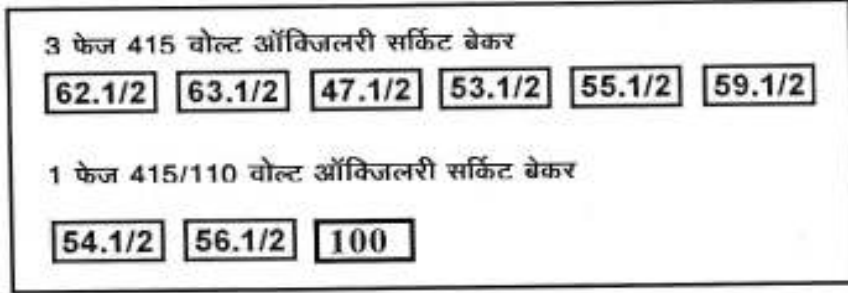 3 फेज 415 वोल्ट ऑक्जिलरी सर्किट ब्रेकर
62.1/2 63.1/2 47.1/2 53.1/2 55.1/2 59.1/2
1 फेज 415/110 वोल्ट ऑक्जिलरी सर्किट ब्रेकर
54.1/2 56.1/2 100